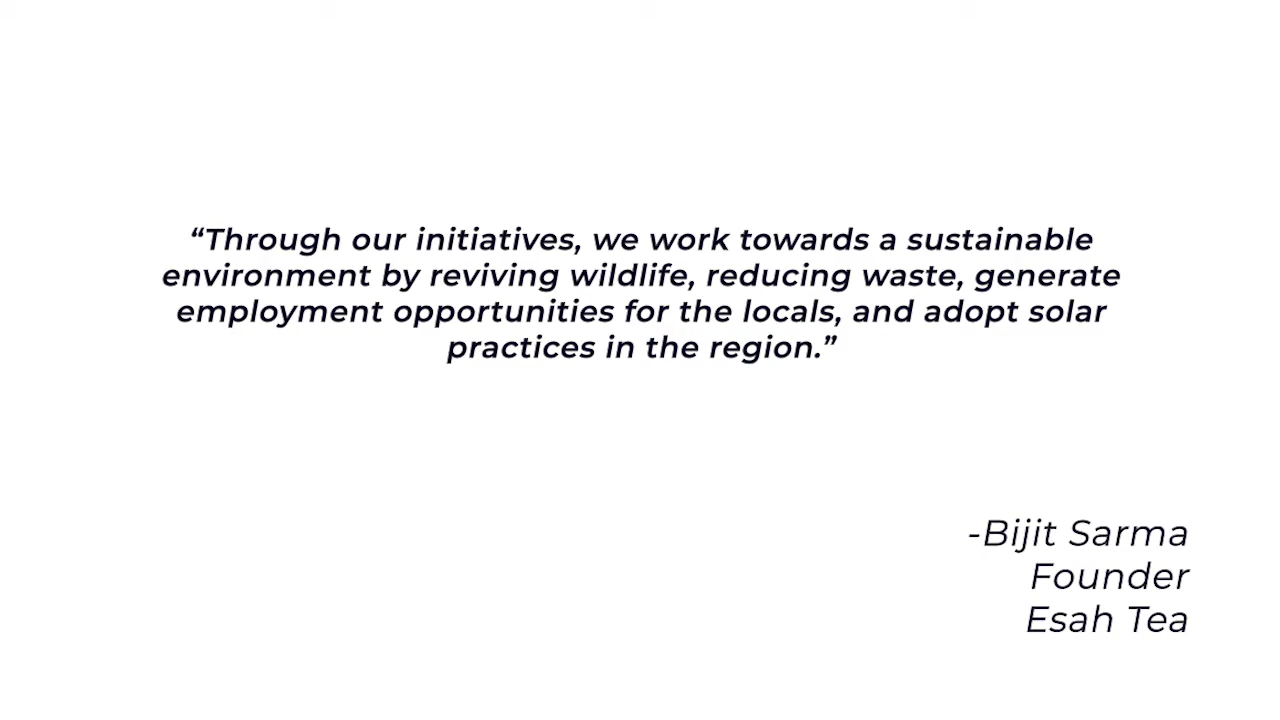 “Through our initiatives, we work towards a sustainable
environment by reviving wildlife, reducing waste, generate
employment opportunities for the locals, and adopt solar
practices in the region.”
-Bijit Sarma
Founder
Esah Tea